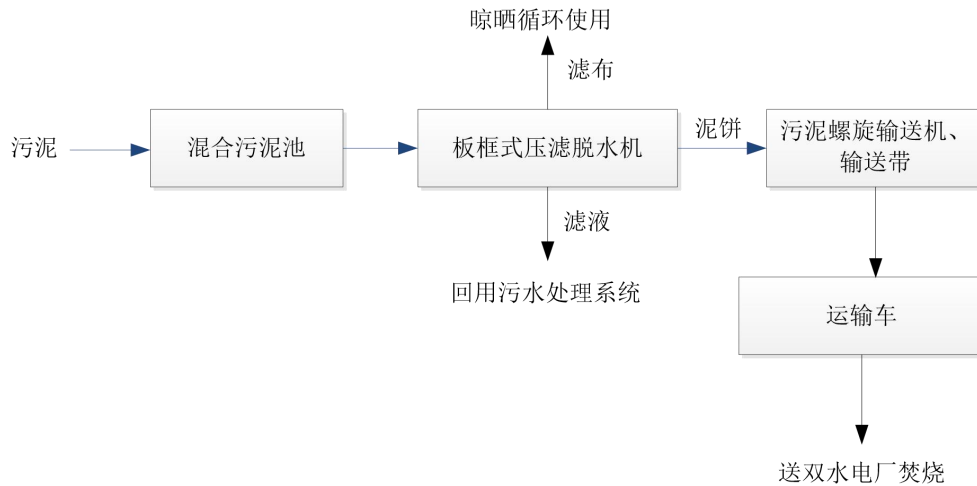 晾晒循环使用
滤布
污泥
混合污泥池
板框式压滤脱水机
泥饼
污泥螺旋输送机、
输送带
滤液
回用污水处理系统
运输车
送双水电厂焚烧